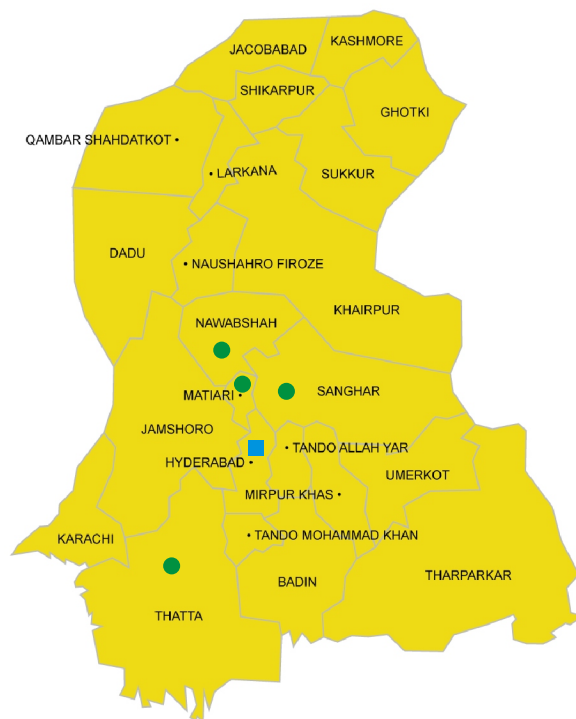 KASHMORE
JACOBABAD
SHIKARPUR
GHOTKI
QAMBAR SHAHDATKOT
LARKANA
SUKKUR
DADU
NAUSHAHRO FIROZE
KHAIRPUR
NAWABSHAH
MATIARI
SANGHAR
JAMSHORO
TANDO ALLAH YAR
HYDERABAD
UMERKOT
MIRPUR KHAS
KARACHI
TANDO MOHAMMAD KHAN
THARPARKAR
BADIN
THATTA